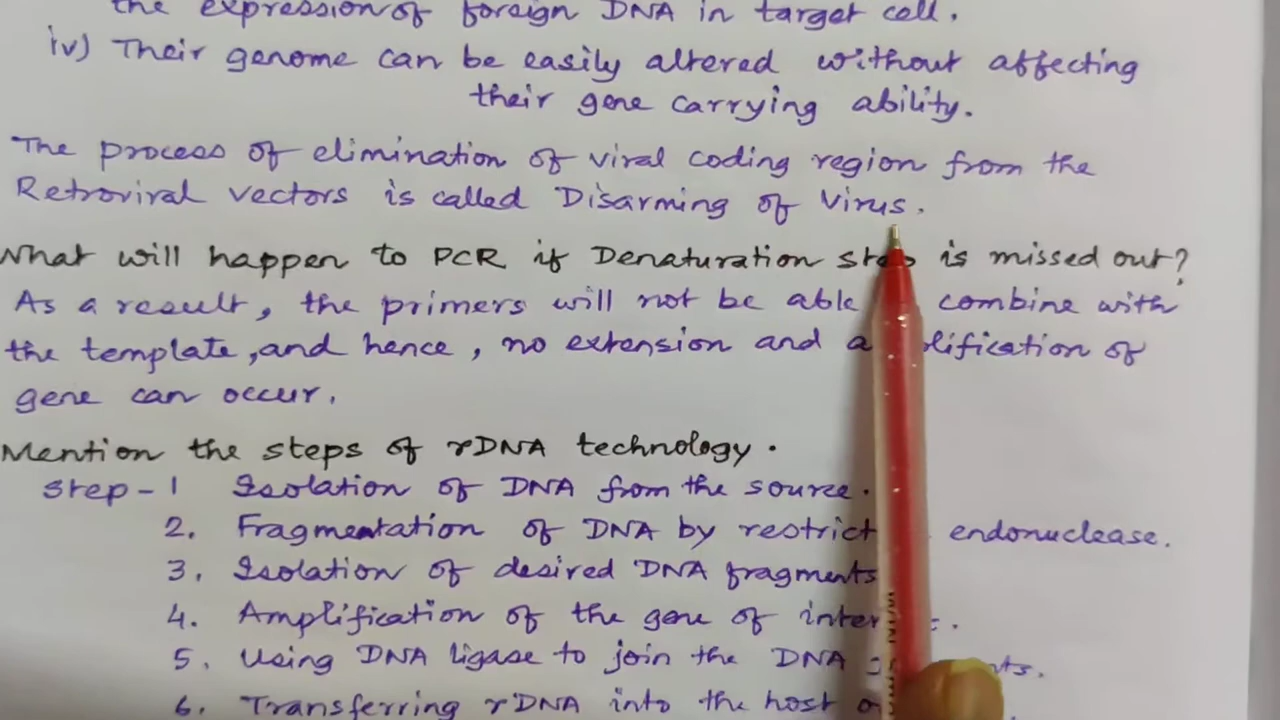 the expression of foreign DNA in target cell.
iv) Their genome can be easily altered without affecting
their gene carrying ability.
The process of elimination of viral coding region from the
Retroviral vectors is called Disarming of Virus.
What will happen to PCR if Denaturation step is missed out?
As a result, the primers will not be able combine with
the template, and hence, no extension and amplification of
gene can occur.
Mention the steps of rDNA technology.
Step-1 Isolation of DNA from the source.
2. Fragmentation of DNA by restriction endonuclease.
3. Isolation of desired DNA fragments
4. Amplification of the gene of interest.
5. Using DNA ligase to join the DNA
6. Transferring rDNA into the host